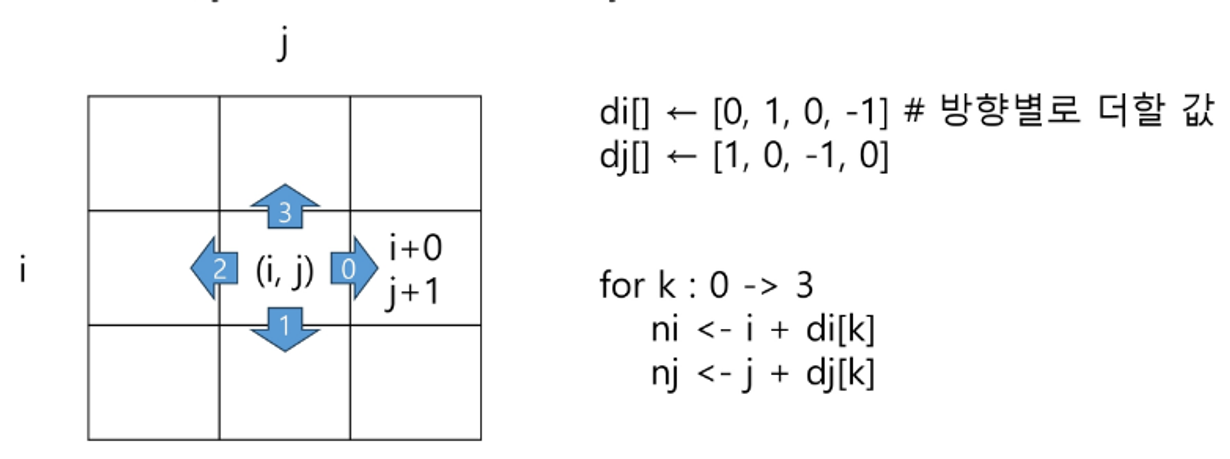 j
di[] ← [0, 1, 0, -1] # 방향별로 더할 값
dj[] ← [1, 0, -1, 0]
3
i
2
(i, j)
0
i+0
j+1
1
for k : 0 -> 3
ni <- i + di[k]
nj <- j + dj[k]